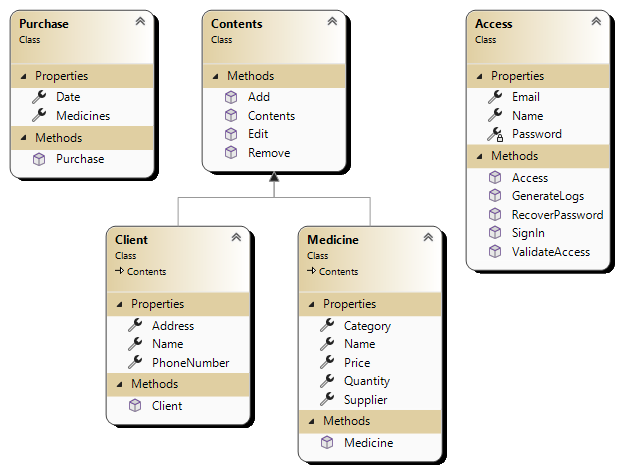 Purchase
Class
Properties
Date
Medicines
Methods
Purchase
Contents
Class
Methods
Add
Contents
Edit
Remove
Access
Class
Properties
Email
Name
Password
Methods
Access
GenerateLogs
RecoverPassword
SignIn
ValidateAccess
Client
Class
Contents
Properties
Address
Name
PhoneNumber
Methods
Client
Medicine
Class
Contents
Properties
Category
Name
Price
Quantity
Supplier
Methods
Medicine